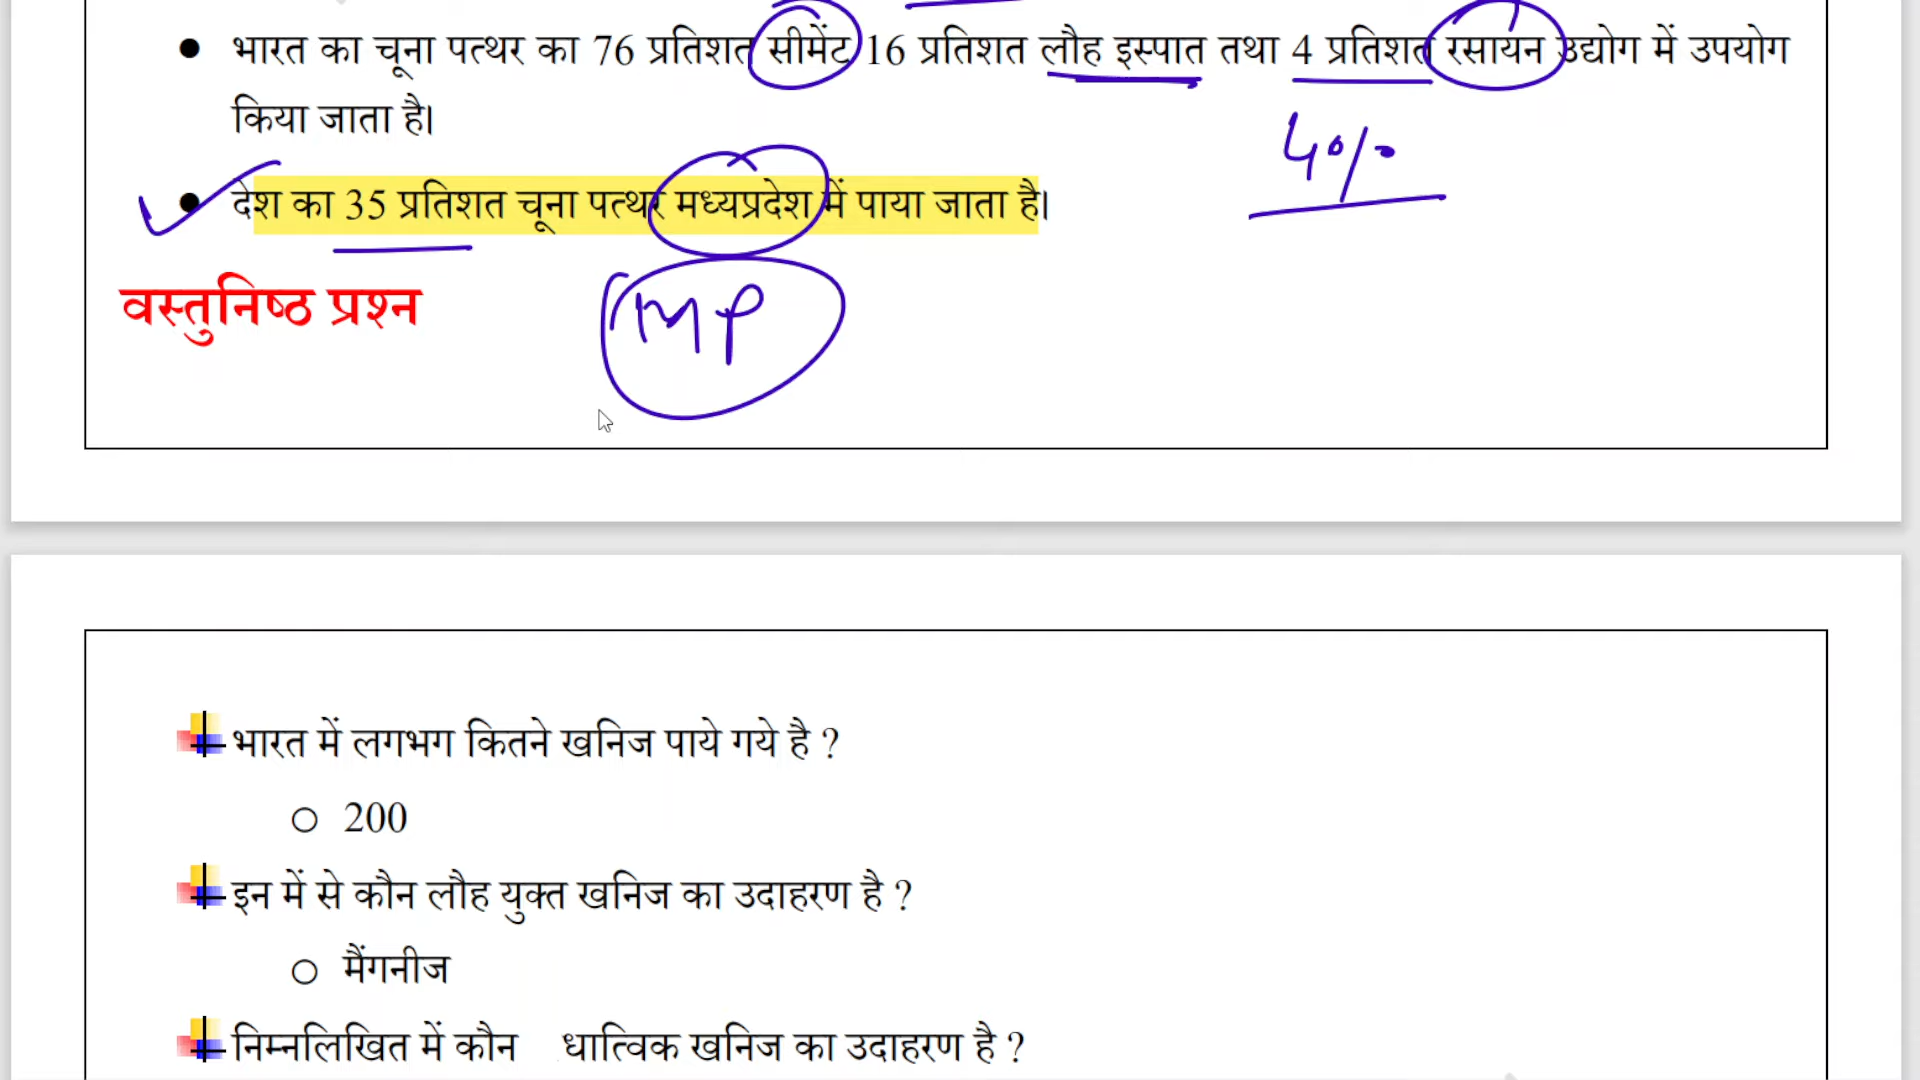 भारत का चूना पत्थर का 76 प्रतिशत सीमेंट 16 प्रतिशत लौह इस्पात तथा 4 प्रतिशत रसायन उद्योग में उपयोग
किया जाता है।
4%
देश का 35 प्रतिशत चूना पत्थर मध्यप्रदेश में पाया जाता है।
वस्तुनिष्ठ प्रश्न
MP
भारत में लगभग कितने खनिज पाये गये है ?
200
इन में से कौन लौह युक्त खनिज का उदाहरण है ?
मैंगनीज
निम्नलिखित में कौन धात्विक खनिज का उदाहरण है ?